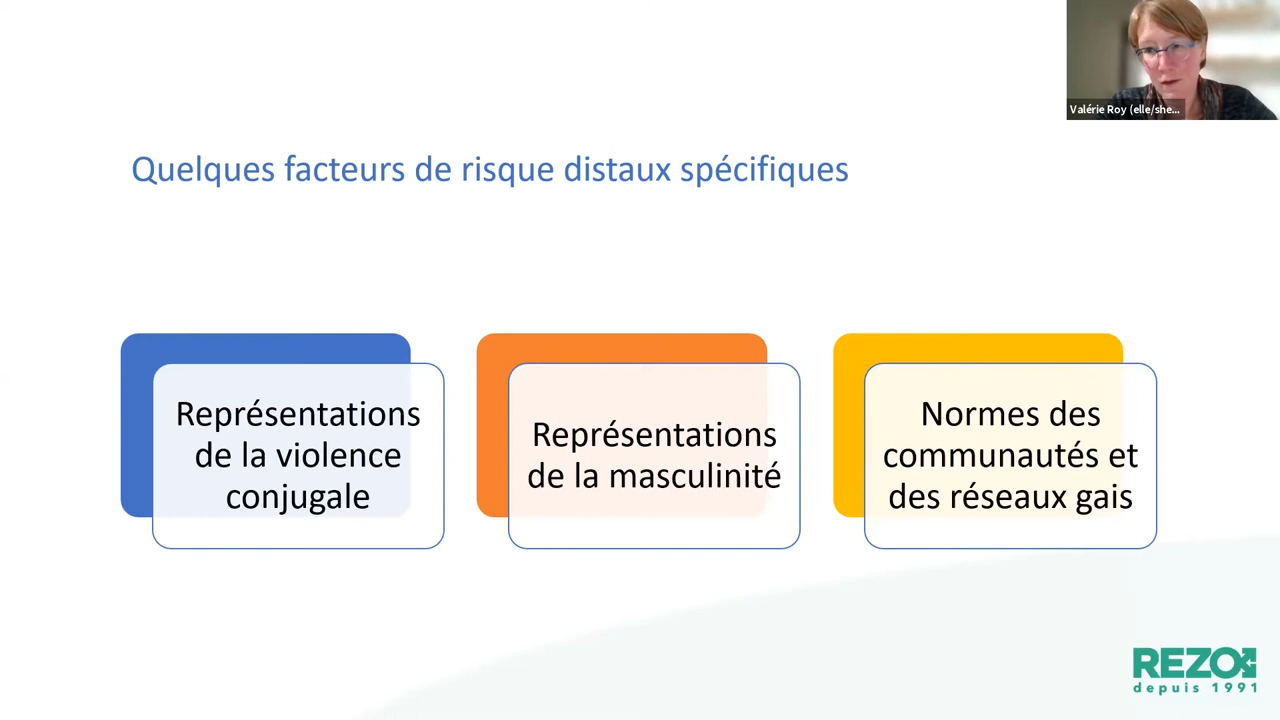 Valérie Roy (elle/she...
Quelques facteurs de risque distaux spécifiques
Représentations
de la violence
conjugale
Représentations
de la masculinité
Normes des
communautés et
des réseaux gais
REZO
depuis 1991